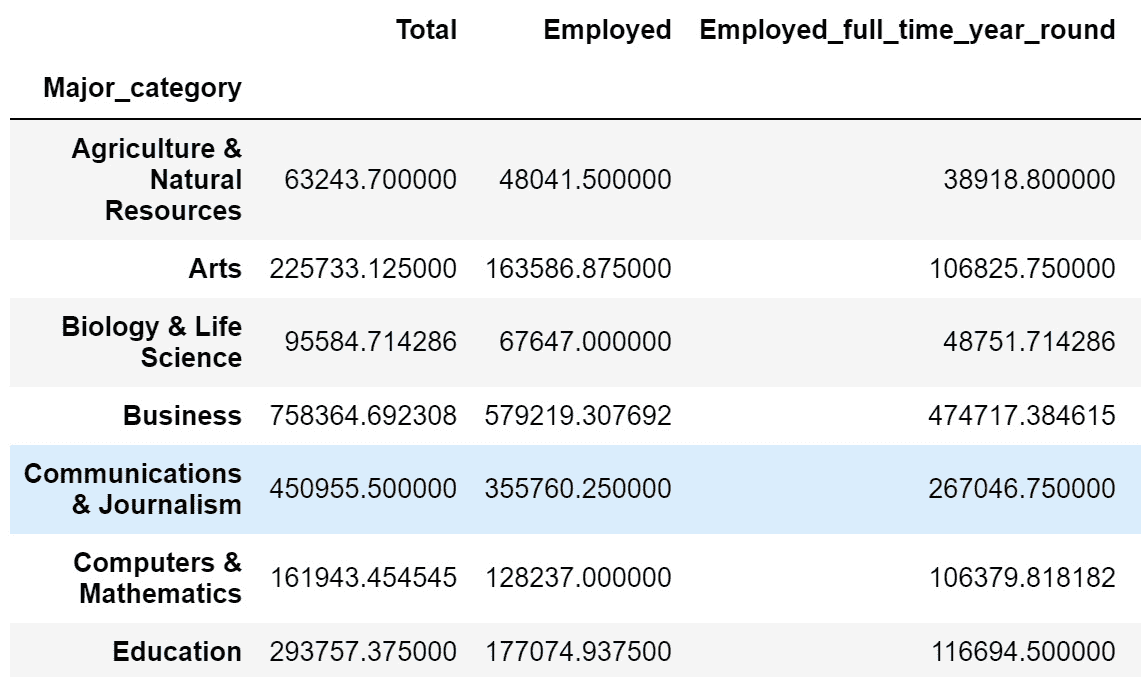 Total Employed Employed_full_time_year_round
Major_category
Agriculture &
Natural
Resources
63243.700000 48041.500000 38918.800000
Arts 225733.125000 163586.875000 106825.750000
Biology & Life
Science
95584.714286 67647.000000 48751.714286
Business 758364.692308 579219.307692 474717.384615
Communications
& Journalism
450955.500000 355760.250000 267046.750000
Computers &
Mathematics
161943.454545 128237.000000 106379.818182
Education 293757.375000 177074.937500 116694.500000